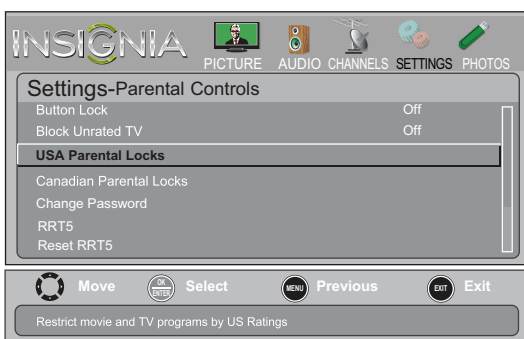 INSIGNIA
PICTURE AUDIO CHANNELS SETTINGS PHOTOS
Settings-Parental Controls
Button Lock Off
Block Unrated TV Off
USA Parental Locks
Canadian Parental Locks
Change Password
RRT5
Reset RRT5
Move OK ENTER Select MENU Previous EXIT Exit
Restrict movie and TV programs by US Ratings